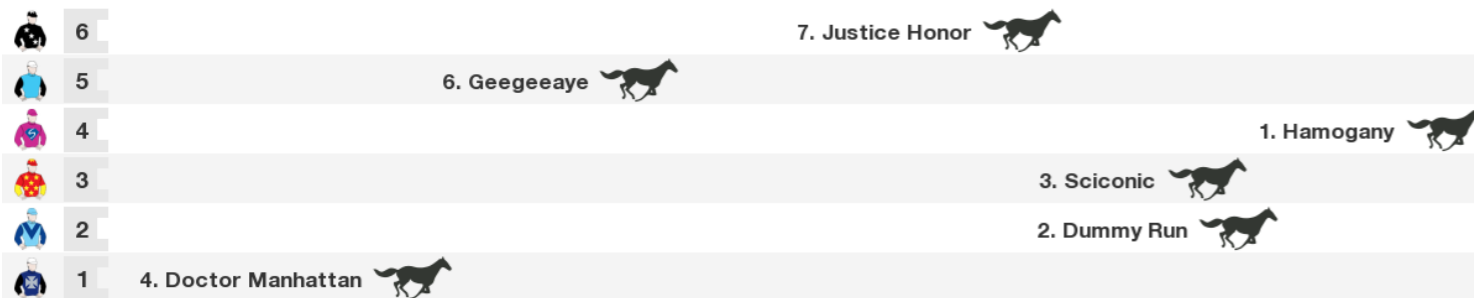 6 7. Justice Honor
5 6. Geegeeaye
4 1. Hamogany
3 3. Sciconic
2 2. Dummy Run
1 4. Doctor Manhattan